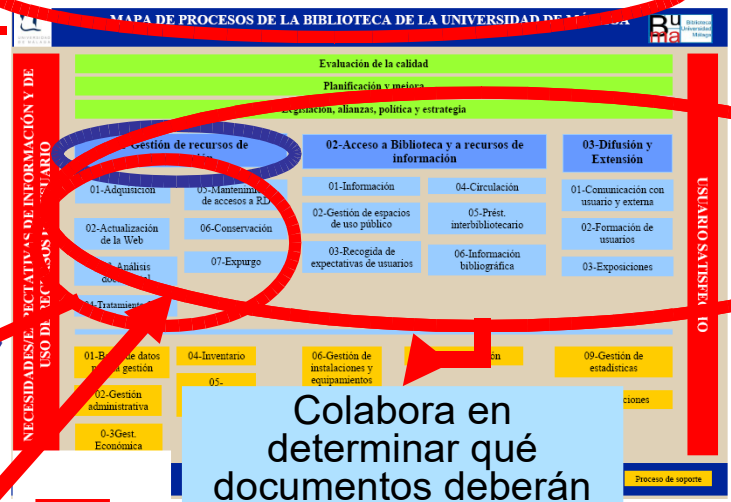 MAPA DE PROCESOS DE LA BIBLIOTECA DE LA UNIVERSIDAD DE MÁLAGA
Bu
ma
Biblioteca
Universidad
Málaga
NECESIDADES/EXPECTATIVAS DE INFORMACIÓN Y DE
USO DE RECURSOS USUARIO
Evaluación de la calidad
Planificación y mejora
Legislación, alianzas, política y estrategia
Gestión de recursos de
02-Acceso a Biblioteca y a recursos de
información
03-Difusión y
Extensión
01-Adquisición
02-Actualización
de la Web
Análisis
04-Tratamiento
05-Mantenimiento
de accesos a RD
06-Conservación
07-Expurgo
01-Información
02-Gestión de espacios
de uso público
03-Recogida de
expectativas de usuarios
04-Circulación
05-Prést.
interbibliotecario
06-Información
bibliográfica
01-Comunicación con
usuario y externa
02-Formación de
usuarios
03-Exposiciones
USUARIO SATISFECHO
01-Base de datos
gestión
02-Gestión
administrativa
0-3Gest.
Económica
04-Inventario
05-
06-Gestión de
instalaciones y
equipamientos
09-Gestión de
estadísticas
ciones
Colabora en
determinar qué
documentos deberán
Proceso de soporte